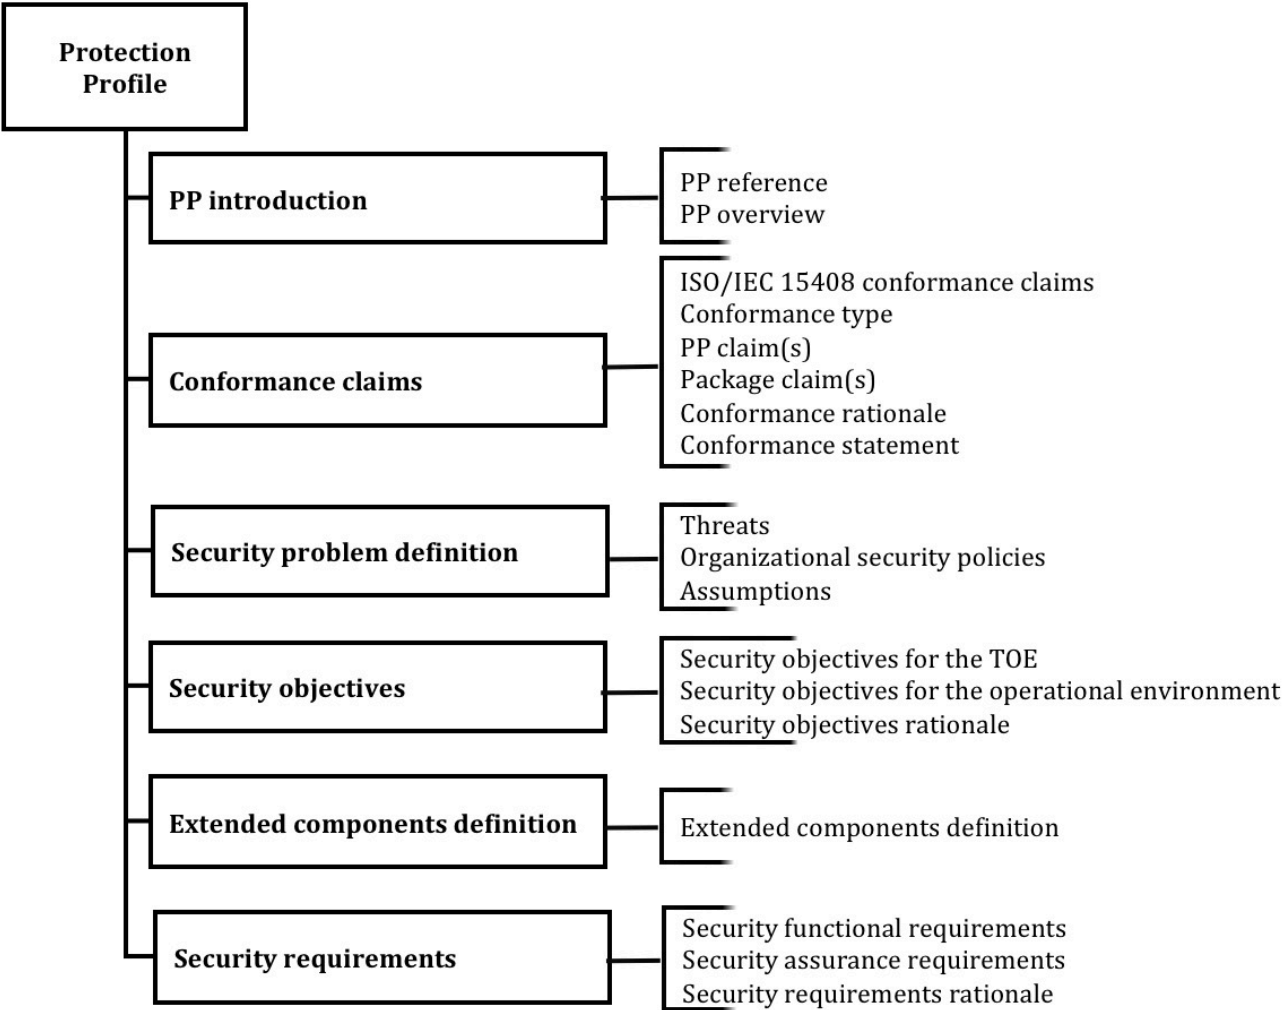 Protection
Profile
PP introduction
PP reference
PP overview
Conformance claims
ISO/IEC 15408 conformance claims
Conformance type
PP claim(s)
Package claim(s)
Conformance rationale
Conformance statement
Security problem definition
Threats
Organizational security policies
Assumptions
Security objectives
Security objectives for the TOE
Security objectives for the operational environment
Security objectives rationale
Extended components definition
Extended components definition
Security requirements
Security functional requirements
Security assurance requirements
Security requirements rationale